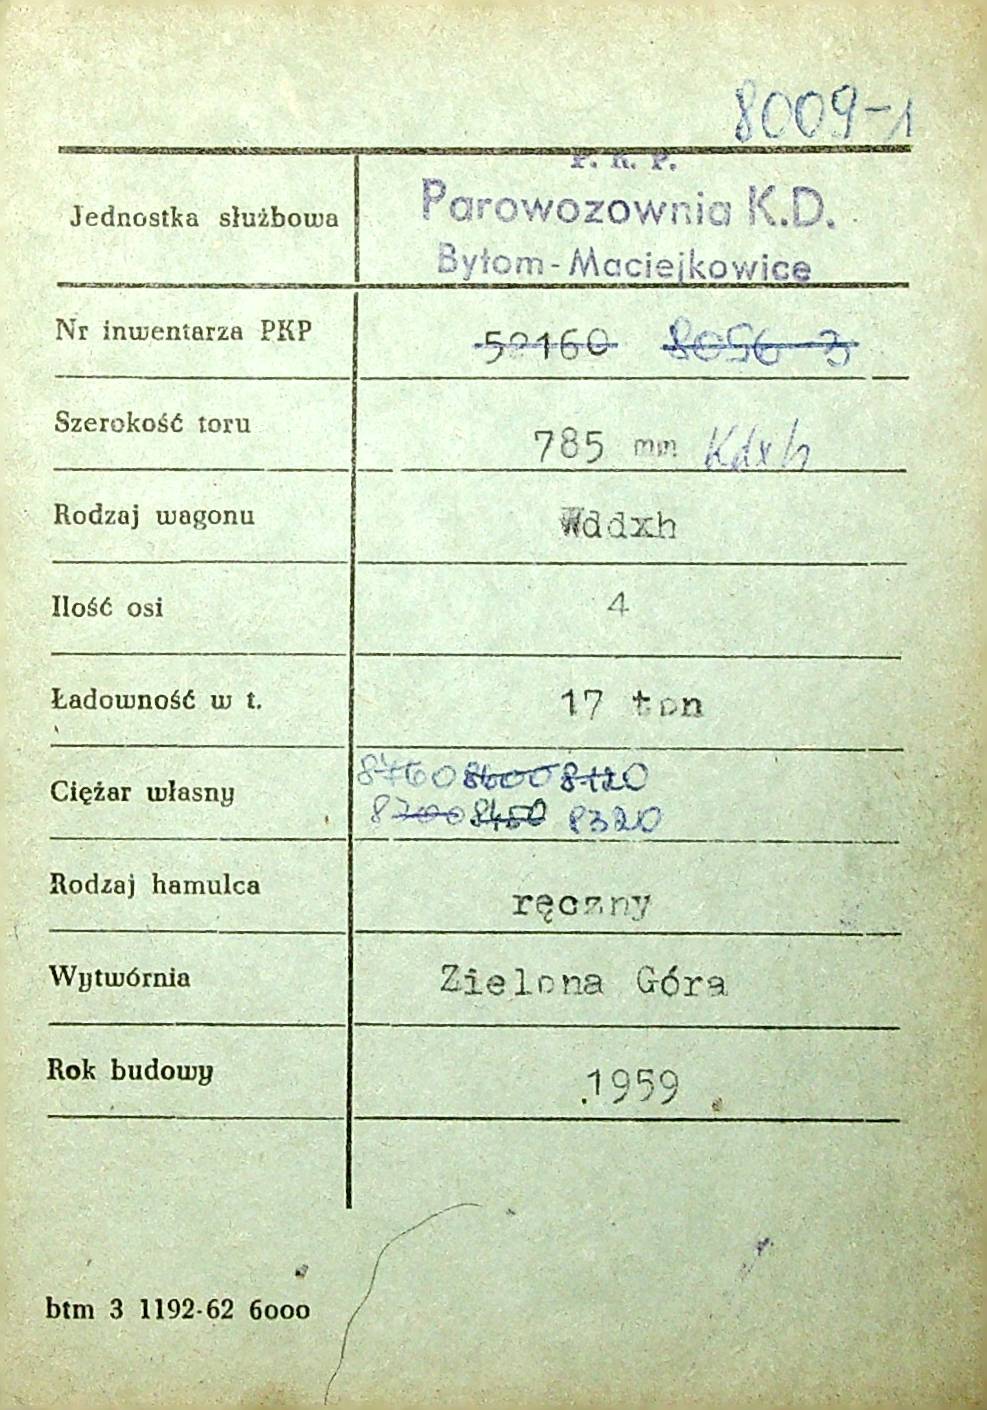 8009-1
P. K. P.
Jednostka służbowa Parowozownia K.D.
Bytom-Maciejkowice
Nr inwentarza PKP 52160 8056-3
Szerokość toru 785 mm Kdxh
Rodzaj wagonu Wddxh
Ilość osi 4
Ładowność w t. 17 ton
8760 8600 8120
Ciężar własny
8200 8450 8320
Rodzaj hamulca ręczny
Wytwórnia Zielona Góra
Rok budowy 1959
btm 3 1192-62 6000